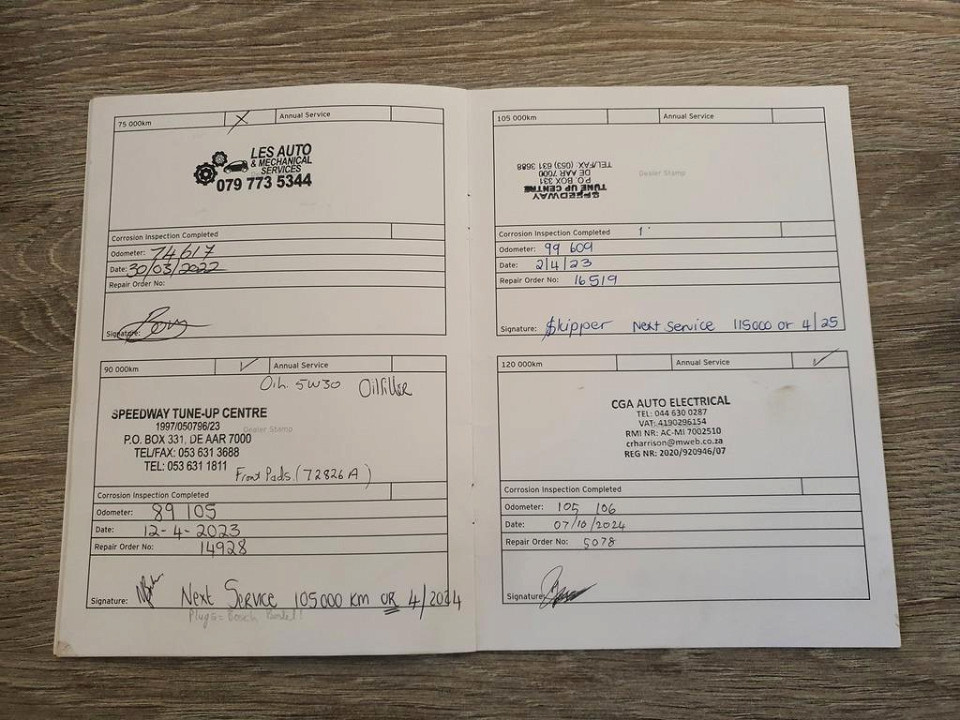 75 000km X Annual Service
LES AUTO
& MECHANICAL
SERVICES
079 773 5344
Corrosion Inspection Completed
Odometer: 74617
Date: 30/03/2022
Repair Order No:
Signature:
90 000km ✓ Annual Service
Oil. 5W30 Oilfilter
SPEEDWAY TUNE-UP CENTRE
1997/050796/23
Dealer Stamp
P.O. BOX 331, DE AAR 7000
TEL/FAX: 053 631 3688
TEL: 053 631 1811
Front Pads. (72826A)
Corrosion Inspection Completed
Odometer: 89 105
Date: 12-4-2023
Repair Order No: 14928
Signature: Next Service 105000 km OR 4/2024
Plugs = Bosch
105 000km Annual Service
SPEEDWAY
TUNE UP CENTRE
P.O. BOX 331
DE AAR 7000
TEL/FAX: (053) 631 3688
Dealer Stamp
Corrosion Inspection Completed
Odometer: 99 609
Date: 2/4/23
Repair Order No: 16519
Signature: Skipper Next Service 115000 or 4/25
120 000km Annual Service ✓
CGA AUTO ELECTRICAL
TEL: 044 630 0287
VAT: 4190296154
RMI NR: AC-MI 7002510
crharrison@mweb.co.za
REG NR: 2020/920946/07
Corrosion Inspection Completed
Odometer: 105 106
Date: 07/10/2024
Repair Order No: 5078
Signature: